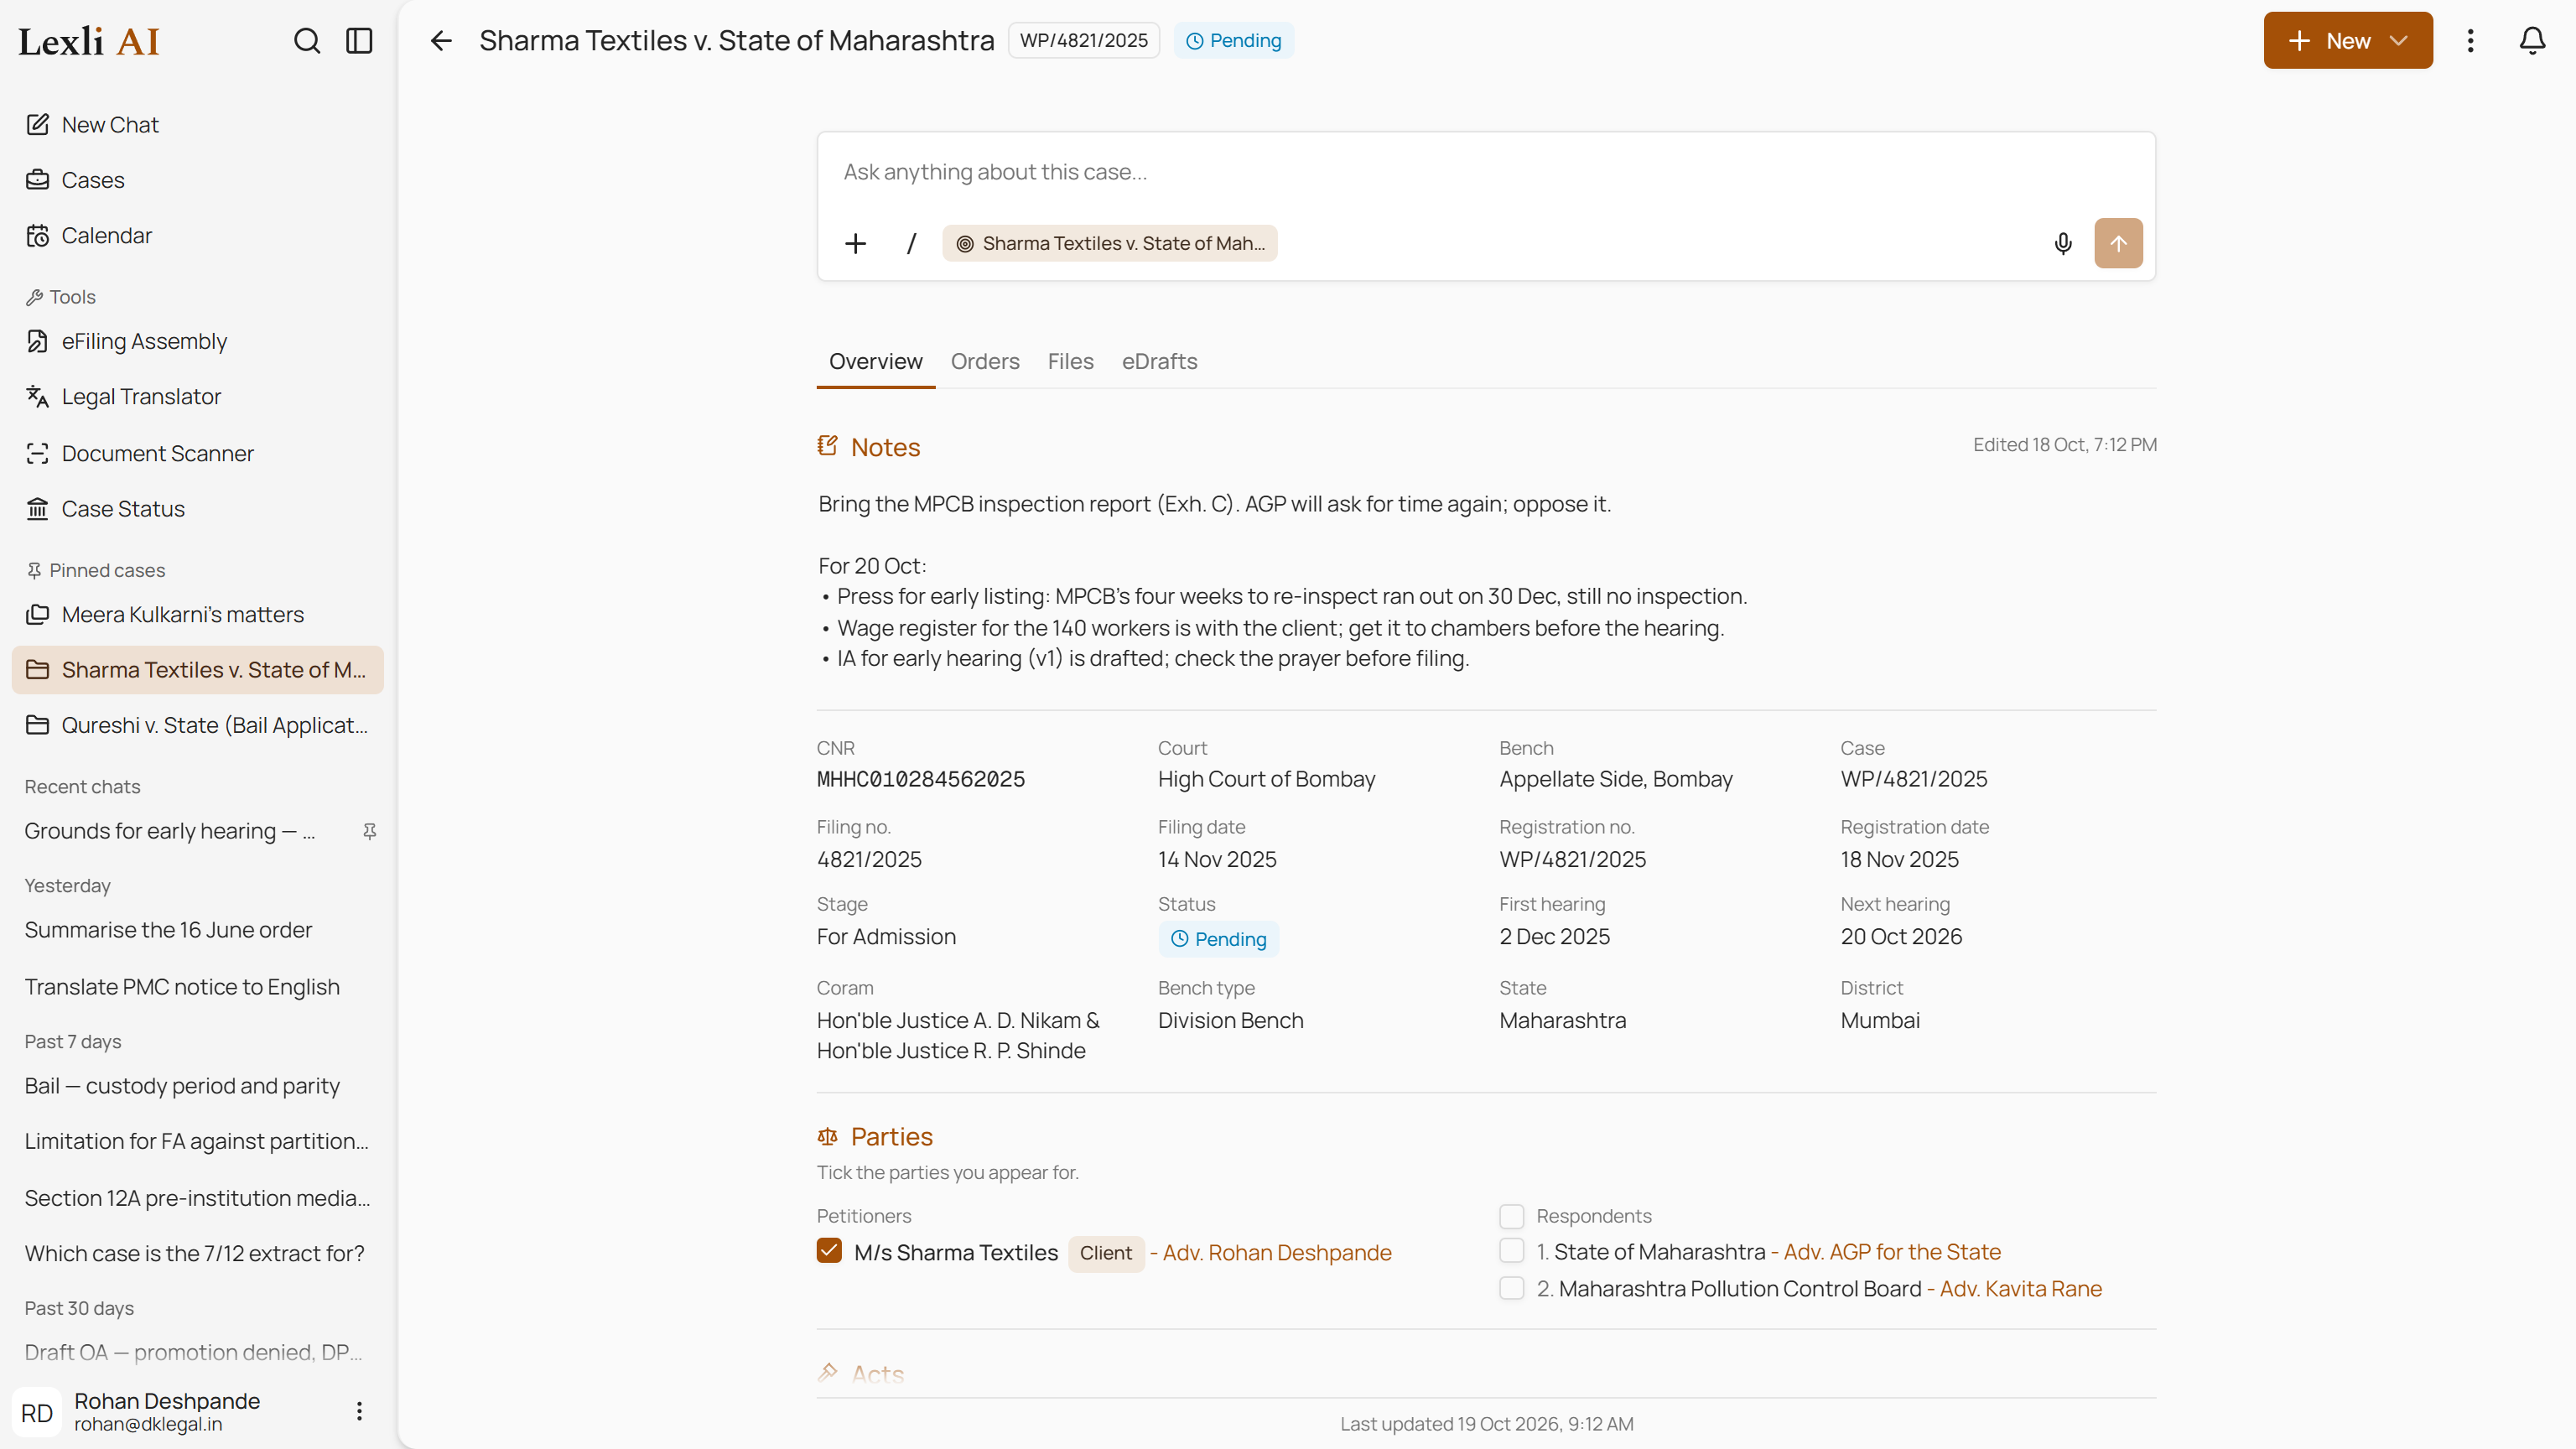 Lexli AI
New Chat
Cases
Calendar
Tools
eFiling Assembly
Legal Translator
Document Scanner
Case Status
Pinned cases
Meera Kulkarni's matters
Sharma Textiles v. State of M...
Qureshi v. State (Bail Applicat...
Recent chats
Grounds for early hearing — ...
Yesterday
Summarise the 16 June order
Translate PMC notice to English
Past 7 days
Bail — custody period and parity
Limitation for FA against partition...
Section 12A pre-institution media...
Which case is the 7/12 extract for?
Past 30 days
Draft OA — promotion denied, DP...
RD
Rohan Deshpande
rohan@dklegal.in
Sharma Textiles v. State of Maharashtra WP/4821/2025 Pending
New
Ask anything about this case...
/ Sharma Textiles v. State of Mah...
Overview Orders Files eDrafts
Notes
Edited 18 Oct, 7:12 PM
Bring the MPCB inspection report (Exh. C). AGP will ask for time again; oppose it.
For 20 Oct:
• Press for early listing: MPCB's four weeks to re-inspect ran out on 30 Dec, still no inspection.
• Wage register for the 140 workers is with the client; get it to chambers before the hearing.
• IA for early hearing (v1) is drafted; check the prayer before filing.
CNR Court Bench Case
MHHC010284562025 High Court of Bombay Appellate Side, Bombay WP/4821/2025
Filing no. Filing date Registration no. Registration date
4821/2025 14 Nov 2025 WP/4821/2025 18 Nov 2025
Stage Status First hearing Next hearing
For Admission Pending 2 Dec 2025 20 Oct 2026
Coram Bench type State District
Hon'ble Justice A. D. Nikam & Division Bench Maharashtra Mumbai
Hon'ble Justice R. P. Shinde
Parties
Tick the parties you appear for.
Petitioners
M/s Sharma Textiles Client - Adv. Rohan Deshpande
Respondents
1. State of Maharashtra - Adv. AGP for the State
2. Maharashtra Pollution Control Board - Adv. Kavita Rane
Acts
Last updated 19 Oct 2026, 9:12 AM